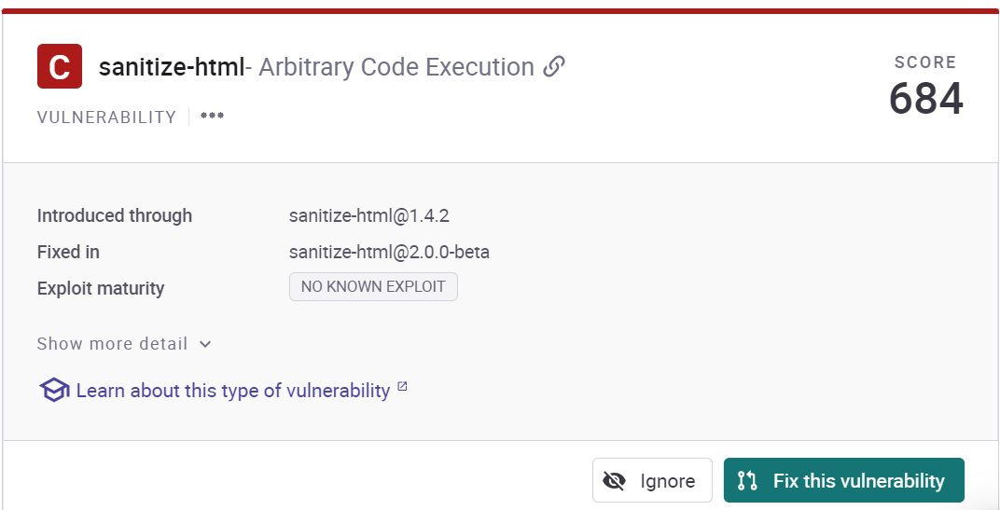 C
sanitize-html- Arbitrary Code Execution
SCORE
684
VULNERABILITY
Introduced through sanitize-html@1.4.2
Fixed in sanitize-html@2.0.0-beta
Exploit maturity NO KNOWN EXPLOIT
Show more detail
Learn about this type of vulnerability
Ignore Fix this vulnerability